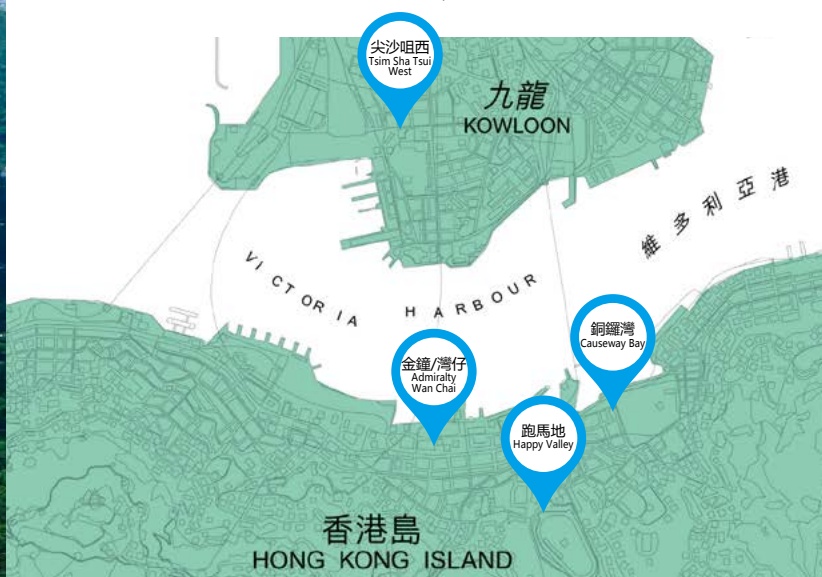 尖沙咀西
Tsim Sha Tsui
West
九龍
KOWLOON
維多利亞港
VICTORIA HARBOUR
銅鑼灣
Causeway Bay
金鐘/灣仔
Admiralty
Wan Chai
跑馬地
Happy Valley
香港島
HONG KONG ISLAND